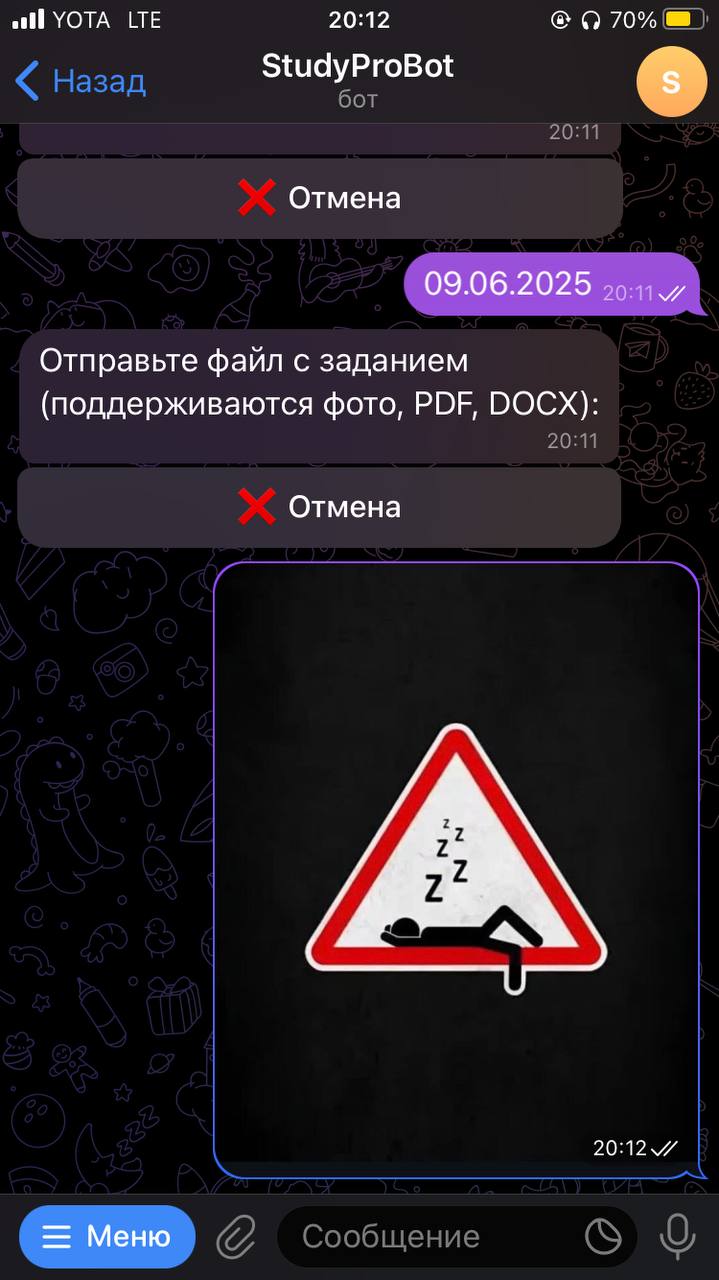 YOTA LTE 20:12 70%
Назад StudyProBot S
бот
20:11
❌ Отмена
09.06.2025 20:11
Отправьте файл с заданием
(поддерживаются фото, PDF, DOCX):
20:11
❌ Отмена
z
z
z
z
z
20:12
Меню Сообщение